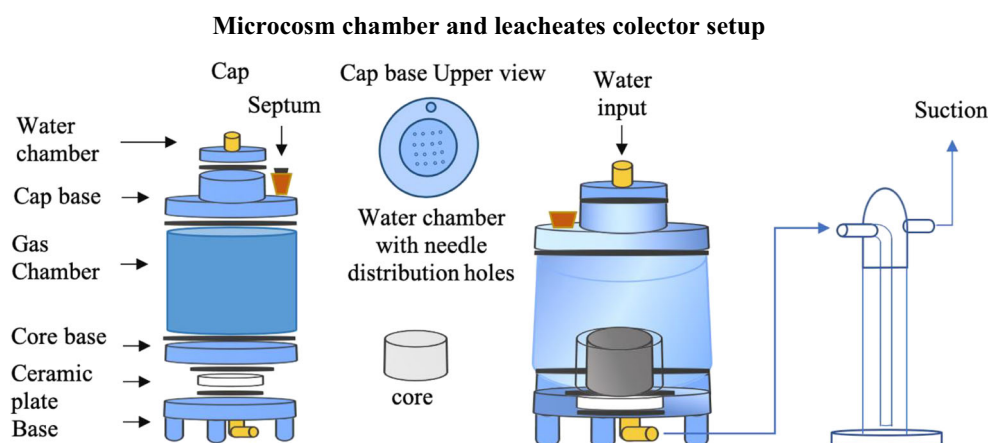 Microcosm chamber and leacheates colector setup
Cap
Septum
Water
chamber
Cap base
Gas
Chamber
Core base
Ceramic
plate
Base
Cap base Upper view
Water chamber
with needle
distribution holes
core
Water
input
Suction